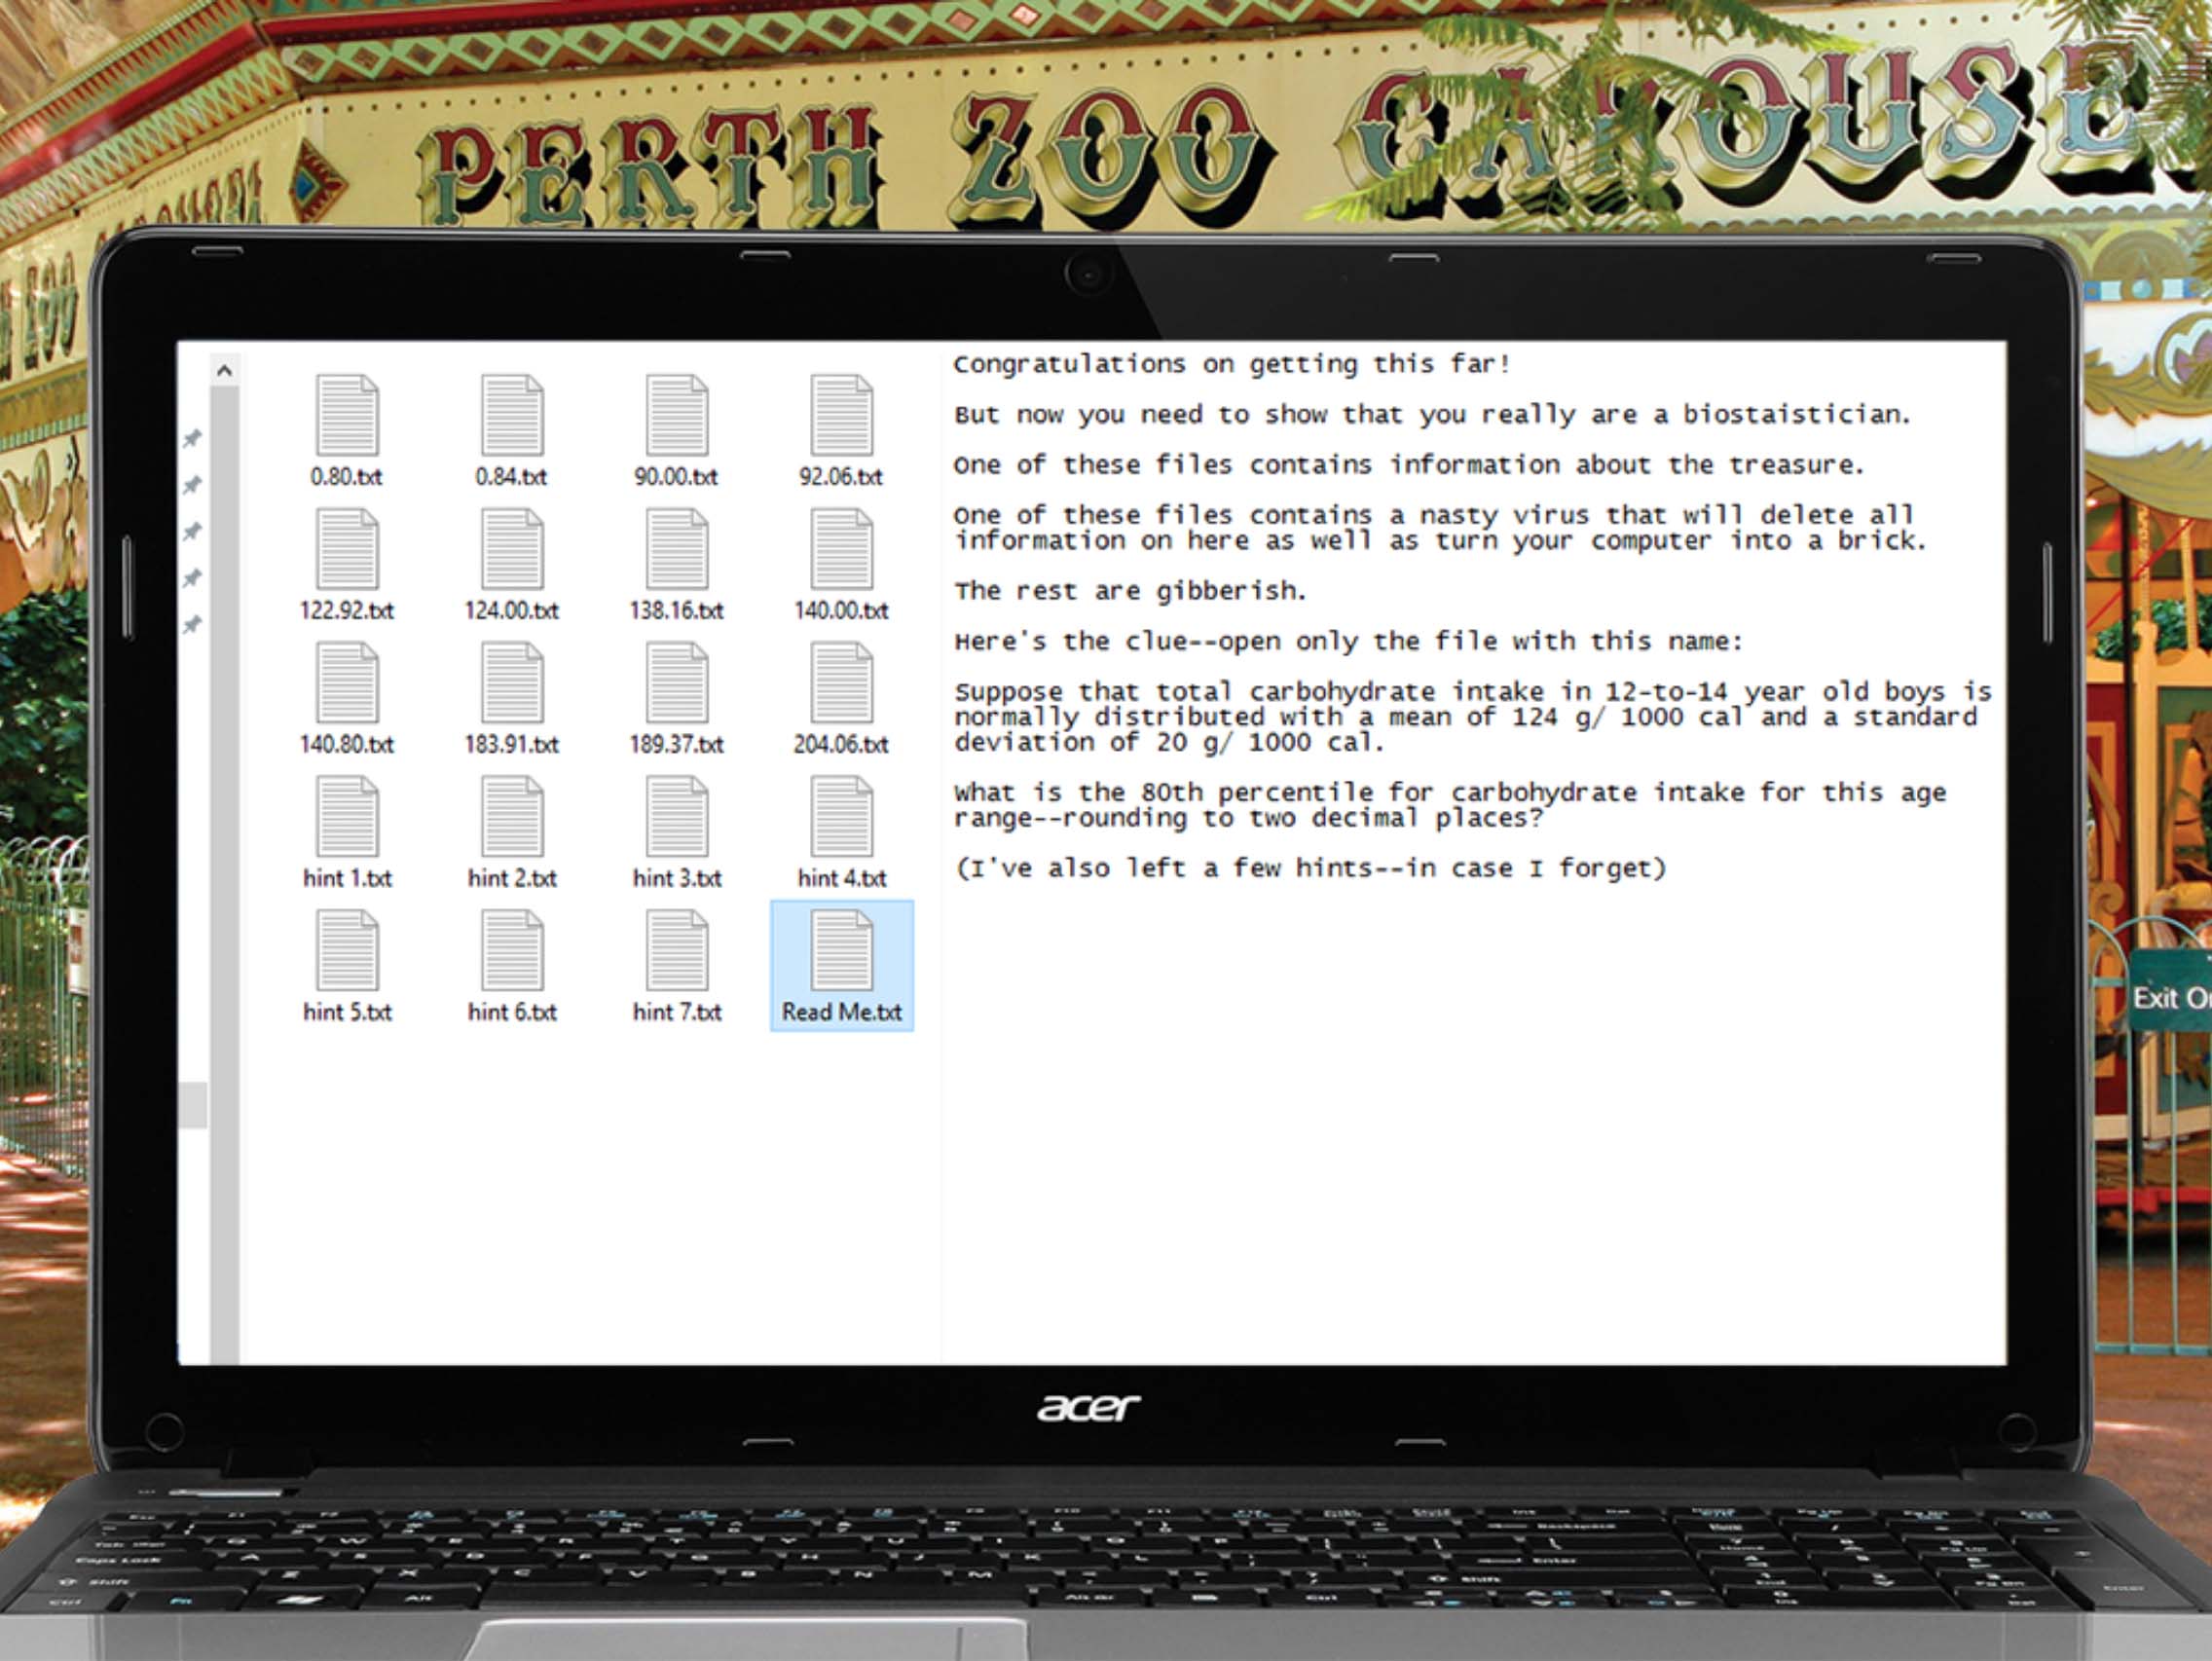 PERTH ZOO
0.80.txt 0.84.txt 90.00.txt 92.06.txt
122.92.txt 124.00.txt 138.16.txt 140.00.txt
140.80.txt 183.91.txt 189.37.txt 204.06.txt
hint 1.txt hint 2.txt hint 3.txt hint 4.txt
hint 5.txt hint 6.txt hint 7.txt Read Me.txt
Congratulations on getting this far!
But now you need to show that you really are a biostaistician.
One of these files contains information about the treasure.
One of these files contains a nasty virus that will delete all
information on here as well as turn your computer into a brick.
The rest are gibberish.
Here's the clue--open only the file with this name:
Suppose that total carbohydrate intake in 12-to-14 year old boys is
normally distributed with a mean of 124 g/ 1000 cal and a standard
deviation of 20 g/ 1000 cal.
What is the 80th percentile for carbohydrate intake for this age
range--rounding to two decimal places?
(I've also left a few hints--in case I forget)
Exit
acer